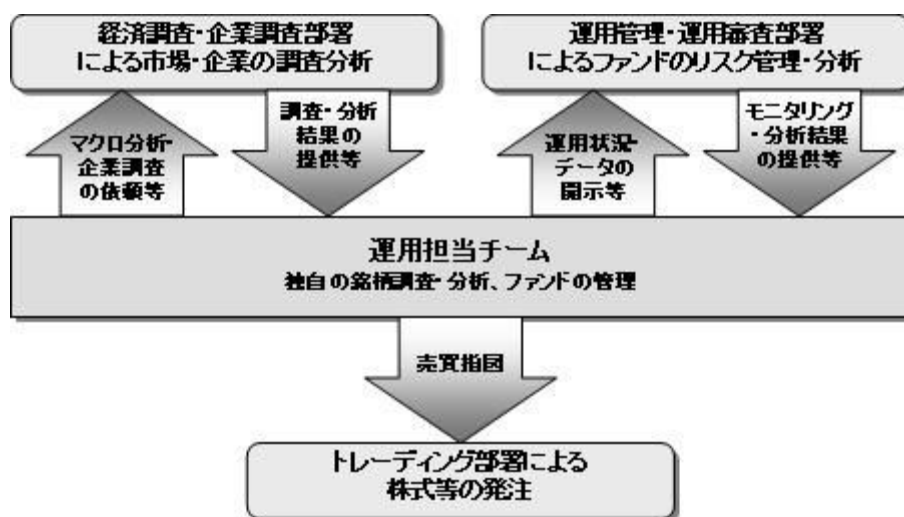 経済調査・企業調査部署
による市場・企業の調査分析
運用管理・運用審査部署
によるファンドのリスク管理・分析
マクロ分析・
企業調査
の依頼等
調査・分析
結果の
提供等
運用状況・
データの
開示等
モニタリング
・分析結果
の提供等
運用担当チーム
独自の銘柄調査・分析、ファンドの管理
売買指図
トレーディング部署による
株式等の発注